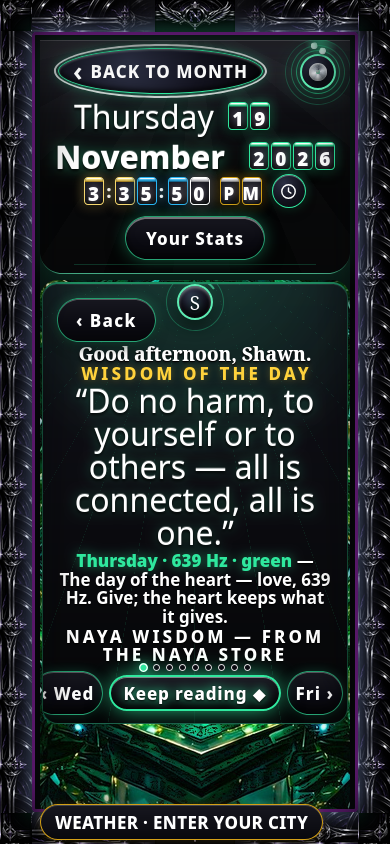 ‹ BACK TO MONTH
Thursday 19
November 2026
3:35:50 PM
Your Stats
S
‹ Back
Good afternoon, Shawn.
WISDOM OF THE DAY
“Do no harm, to
yourself or to
others — all is
connected, all is
one.”
Thursday · 639 Hz · green —
The day of the heart — love, 639
Hz. Give; the heart keeps what
it gives.
NAYA WISDOM — FROM
THE NAYA STORE
‹ Wed
Keep reading ◆
Fri ›
WEATHER · ENTER YOUR CITY